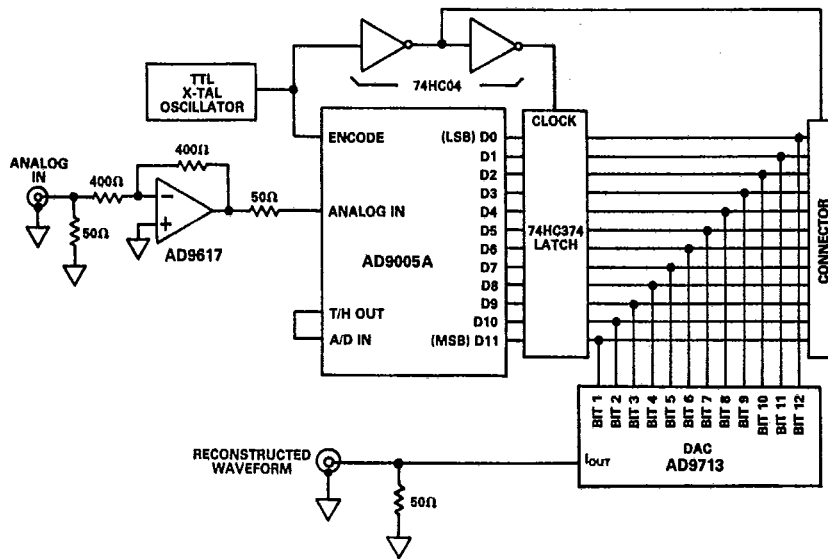 TTL
X-TAL
OSCILLATOR
74HC04
ANALOG
IN
400Ω
400Ω
50Ω
50Ω
−
+
AD9617
ENCODE
ANALOG IN
AD9005A
T/H OUT
A/D IN
(LSB) D0
D1
D2
D3
D4
D5
D6
D7
D8
D9
D10
(MSB) D11
CLOCK
74HC374
LATCH
CONNECTOR
BIT 1
BIT 2
BIT 3
BIT 4
BIT 5
BIT 6
BIT 7
BIT 8
BIT 9
BIT 10
BIT 11
BIT 12
DAC
AD9713
IOUT
RECONSTRUCTED
WAVEFORM
50Ω